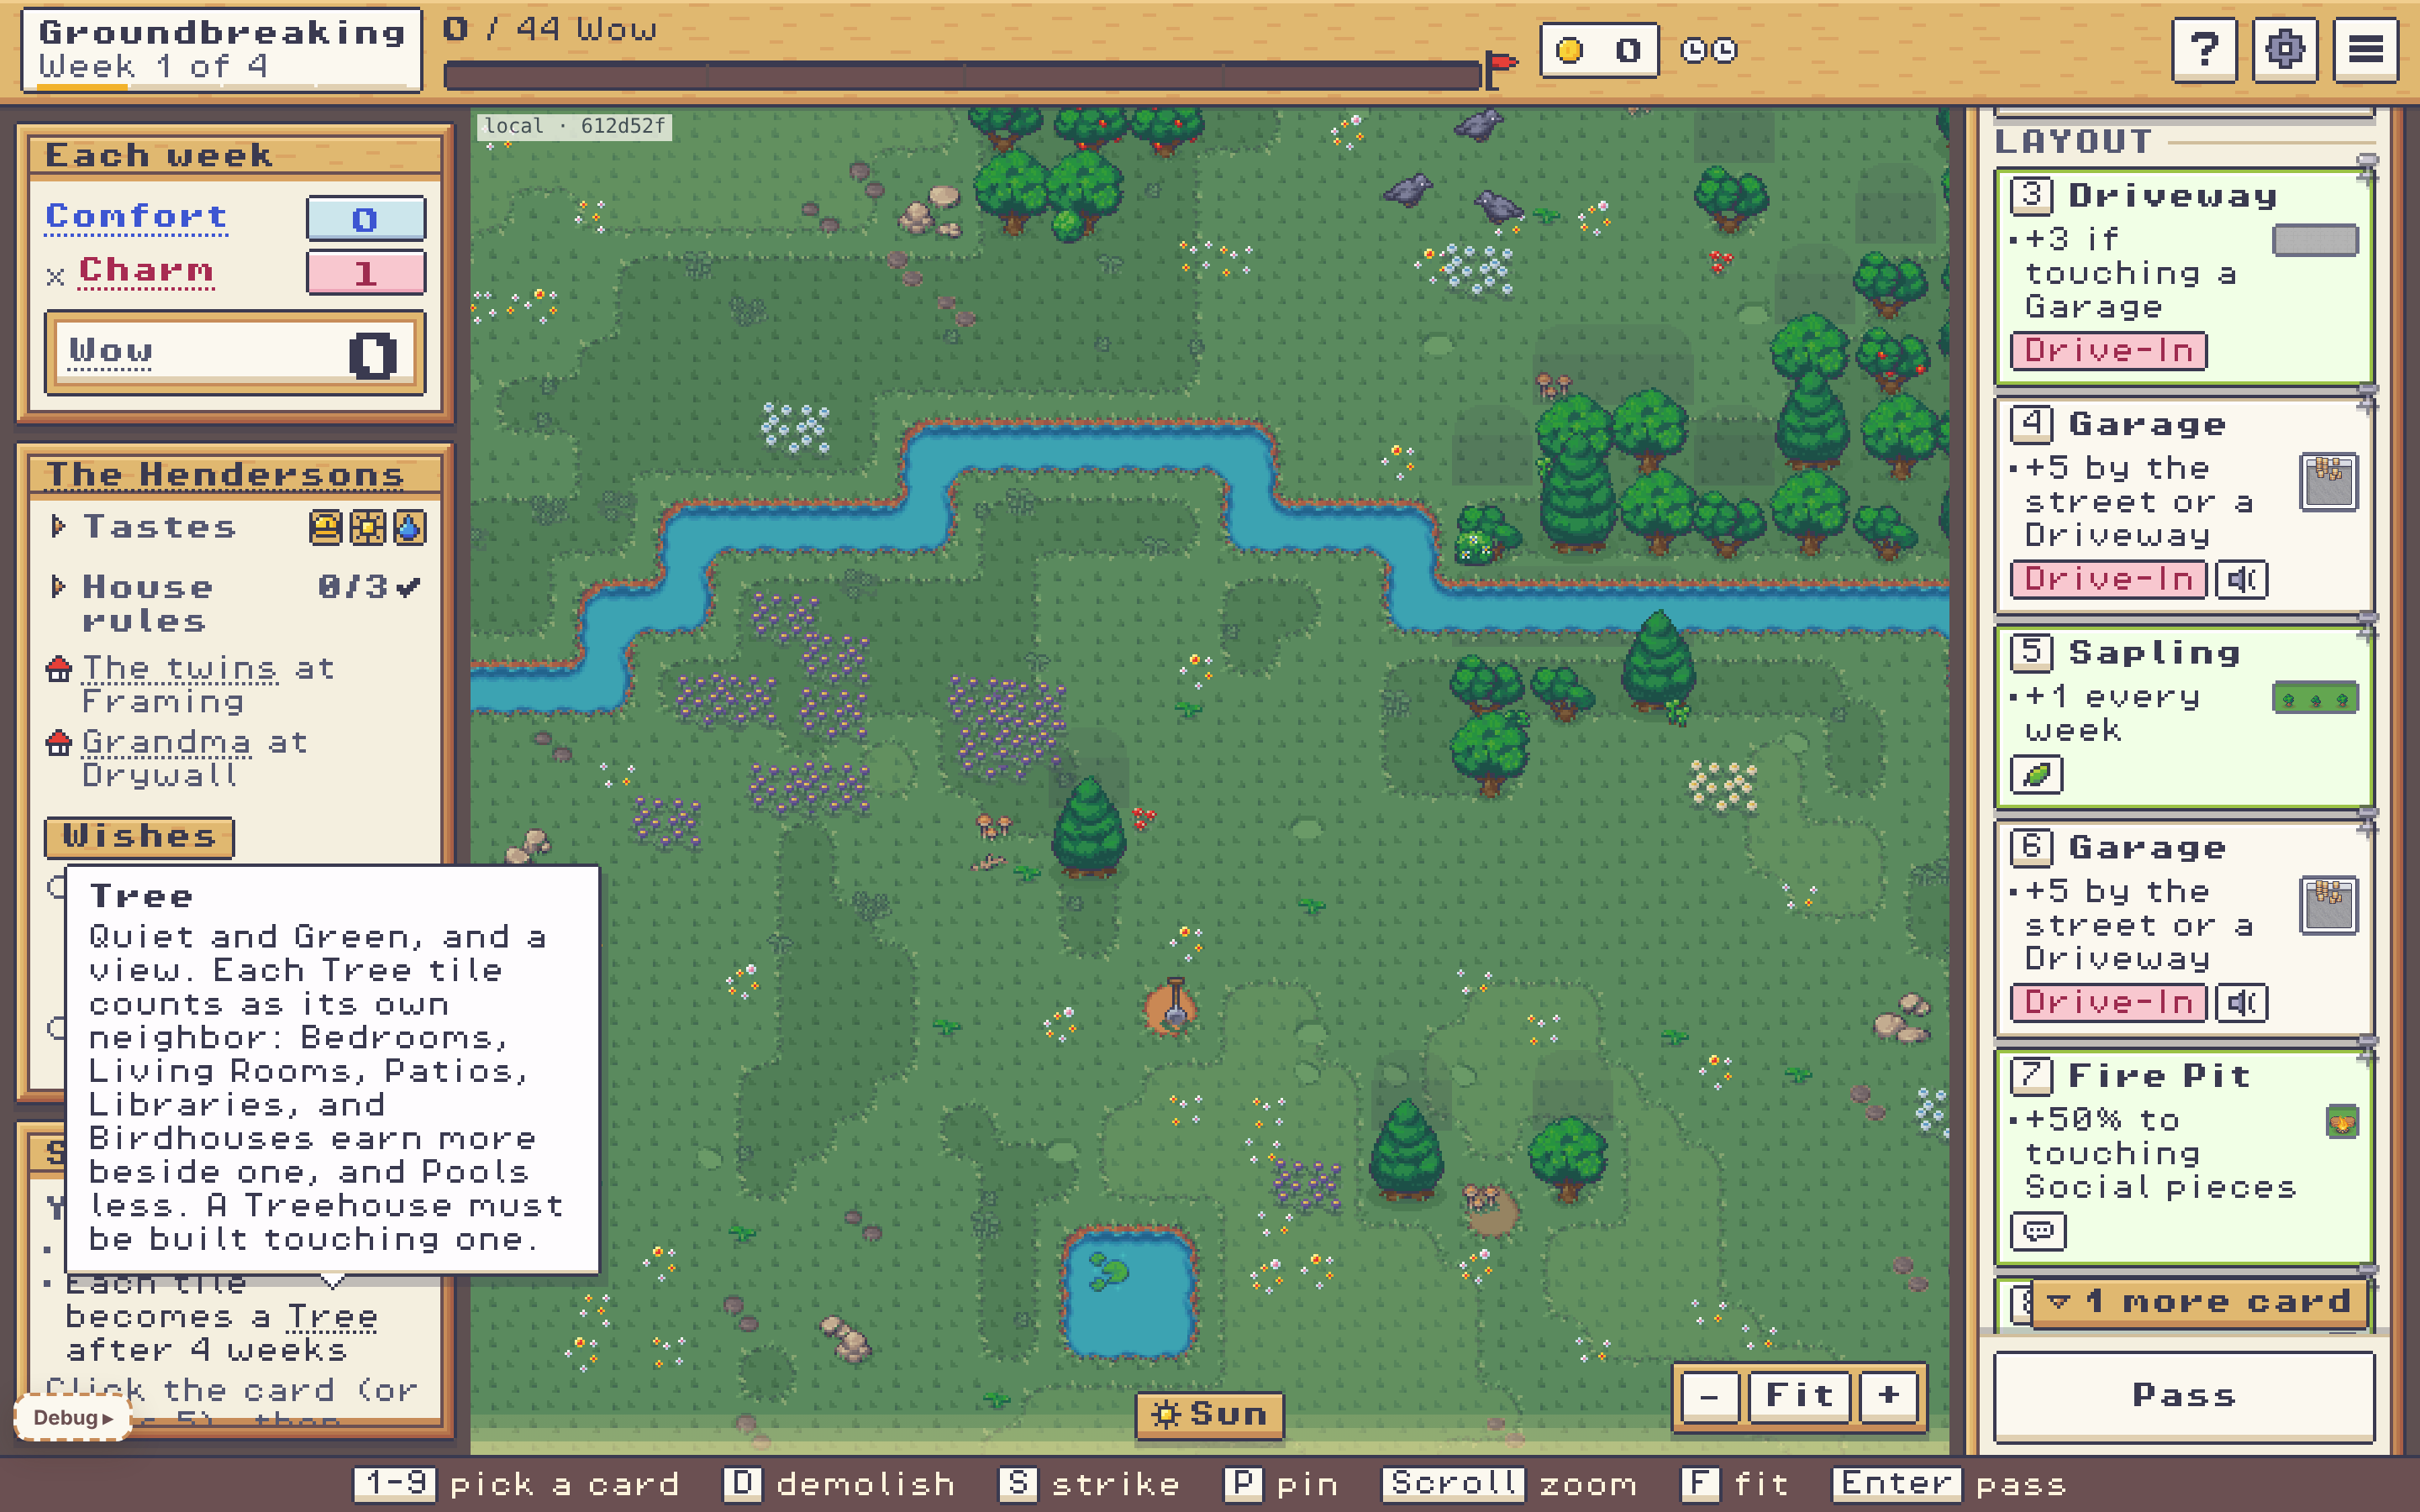 Groundbreaking
Week 1 of 4
0 / 44 Wow
0
?
local · 612d52f
Each week
Comfort 0
× Charm 1
Wow 0
The Hendersons
Tastes
House rules 0/3
The twins at
Framing
Grandma at
Drywall
Wishes
Tree
Quiet and Green, and a
view. Each Tree tile
counts as its own
neighbor: Bedrooms,
Living Rooms, Patios,
Libraries, and
Birdhouses earn more
beside one, and Pools
less. A Treehouse must
be built touching one.
Each tile
becomes a Tree
after 4 weeks
Click the card (or
Debug
Sun
- Fit +
LAYOUT
3 Driveway
+3 if
touching a
Garage
Drive-In
4 Garage
+5 by the
street or a
Driveway
Drive-In
5 Sapling
+1 every
week
6 Garage
+5 by the
street or a
Driveway
Drive-In
7 Fire Pit
+50% to
touching
Social pieces
1 more card
Pass
1-9 pick a card D demolish S strike P pin Scroll zoom F fit Enter pass